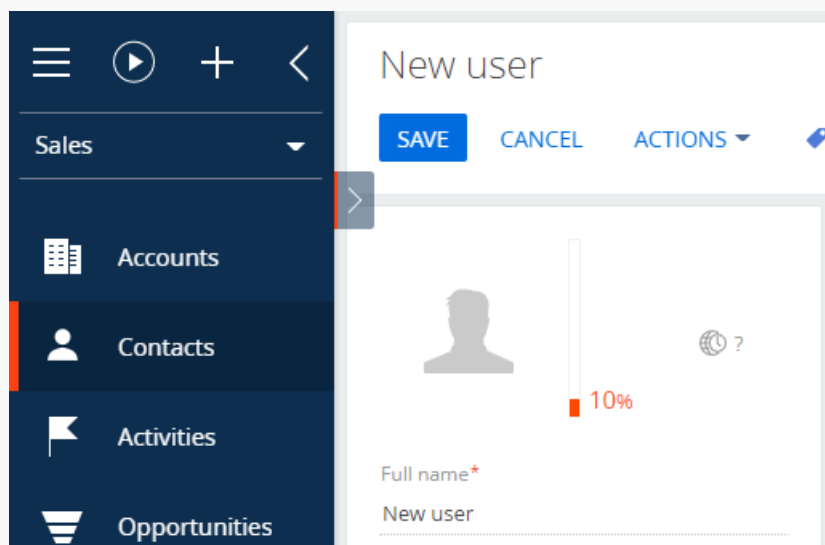 New user
SAVE CANCEL ACTIONS
Sales
Accounts
Contacts
Activities
Opportunities
?
10%
Full name*
New user